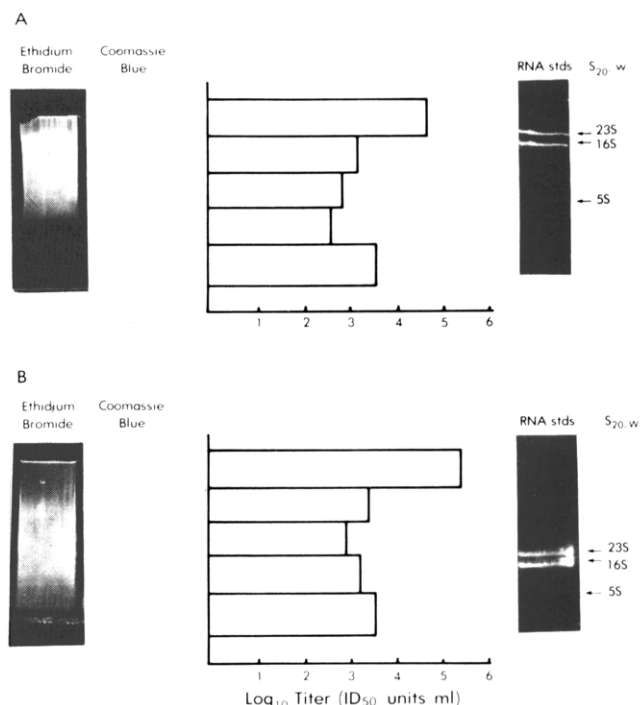 A
Ethidium Bromide
Coomassie Blue
RNA stds
S20. w
23S
16S
5S
1 2 3 4 5 6
B
Ethidium Bromide
Coomassie Blue
RNA stds
S20. w
23S
16S
5S
1 2 3 4 5 6
Log10 Titer (ID50 units ml)